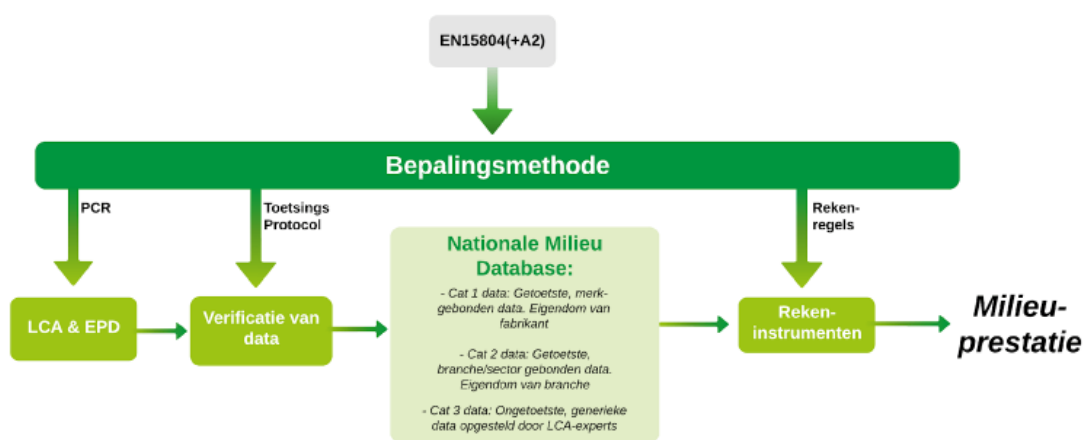 EN15804(+A2)
Bepalingsmethode
PCR
Toetsings
Protocol
Reken-
regels
LCA & EPD
Verificatie van
data
Nationale Milieu
Database:
- Cat 1 data: Getoetste, merk-
gebonden data. Eigendom van
fabrikant
- Cat 2 data: Getoetste,
branche/sector gebonden data.
Eigendom van branche
- Cat 3 data: Ongetoetste, generieke
data opgesteld door LCA-experts
Reken-
instrumenten
Milieu-
prestatie